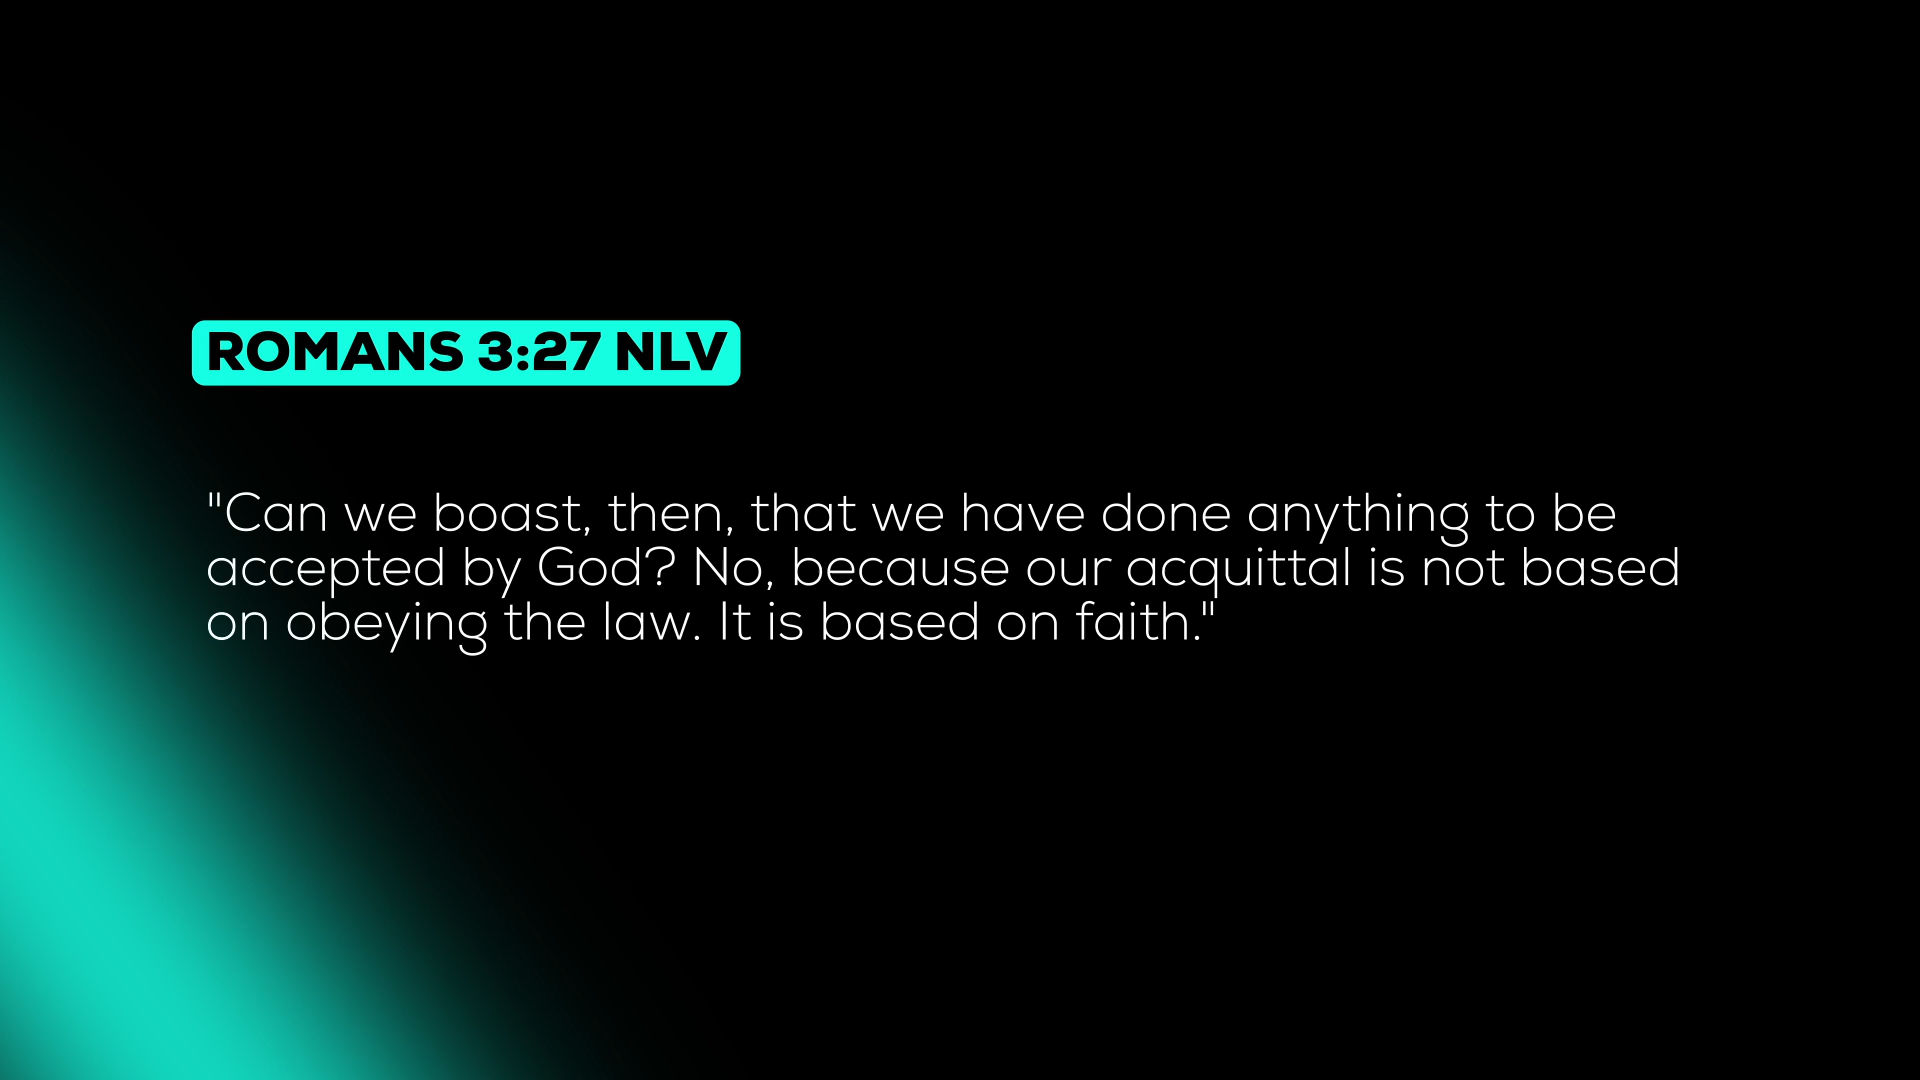 ROMANS 3:27 NLV
"Can we boast, then, that we have done anything to be
accepted by God? No, because our acquittal is not based
on obeying the law. It is based on faith."